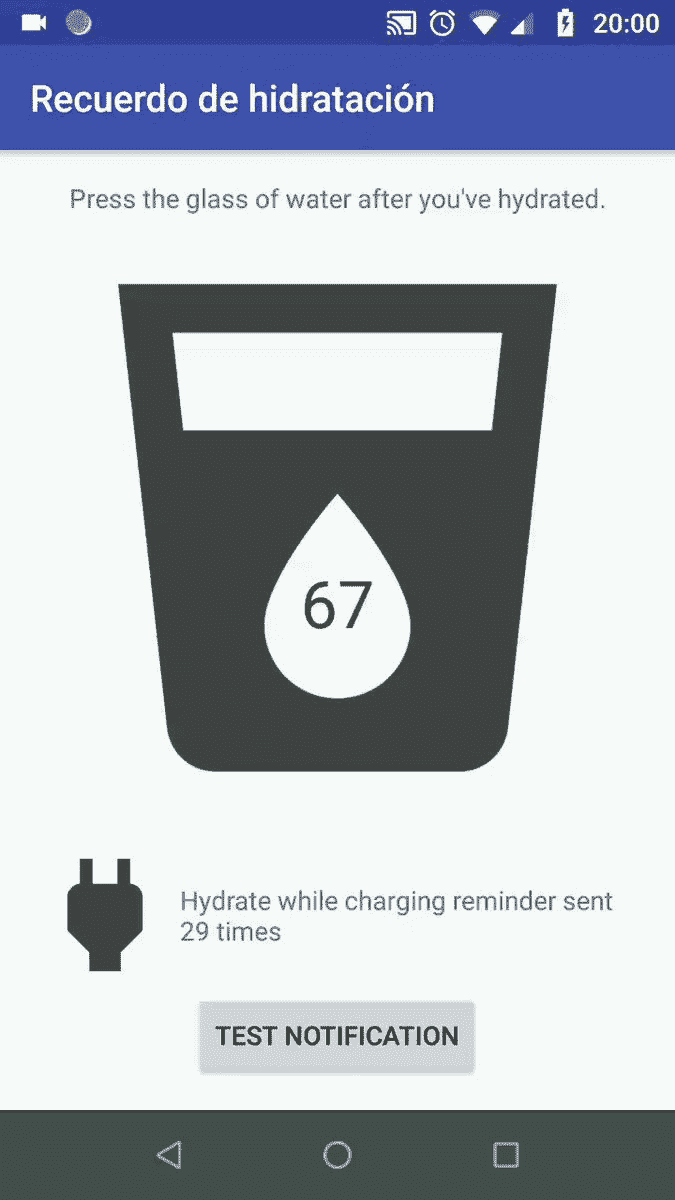 20:00
Recuerdo de hidratación
Press the glass of water after you've hydrated.
67
Hydrate while charging reminder sent
29 times
TEST NOTIFICATION